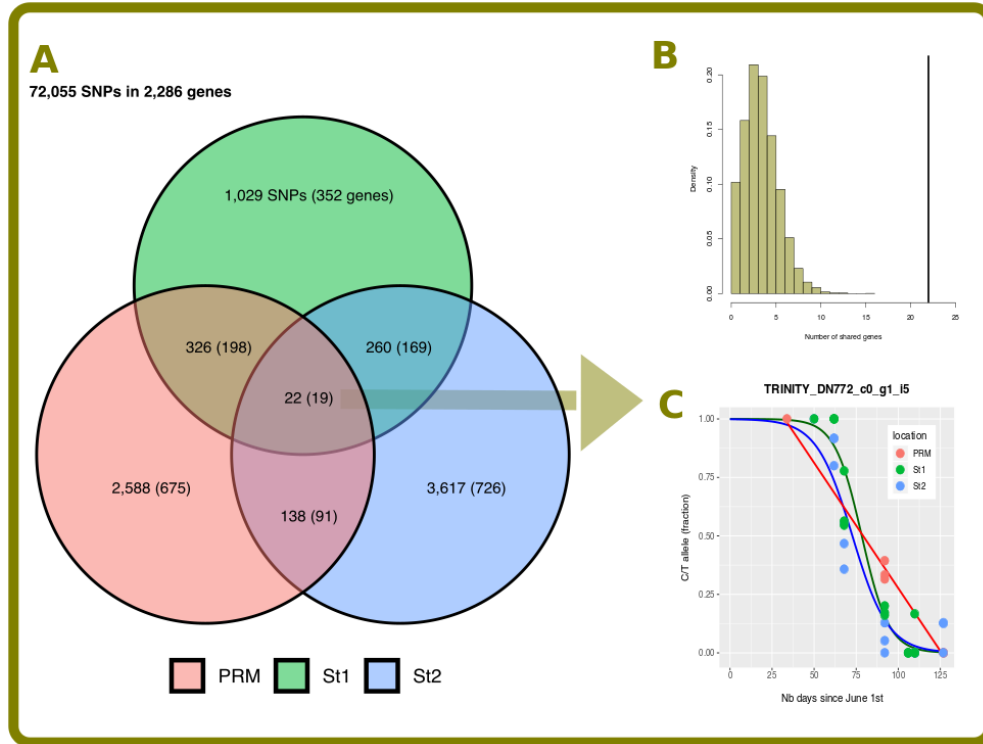 A
72,055 SNPs in 2,286 genes
1,029 SNPs (352 genes)
326 (198)
260 (169)
22 (19)
2,588 (675)
3,617 (726)
138 (91)
PRM
St1
St2
B
Density
0.20
0.15
0.10
0.05
0.00
0 5 10 15 20 25
Number of shared genes
C
TRINITY_DN772_c0_g1_i5
C/T allele (fraction)
1.00
0.75
0.50
0.25
0.00
location
PRM
St1
St2
0 25 50 75 100 125
Nb days since June 1st